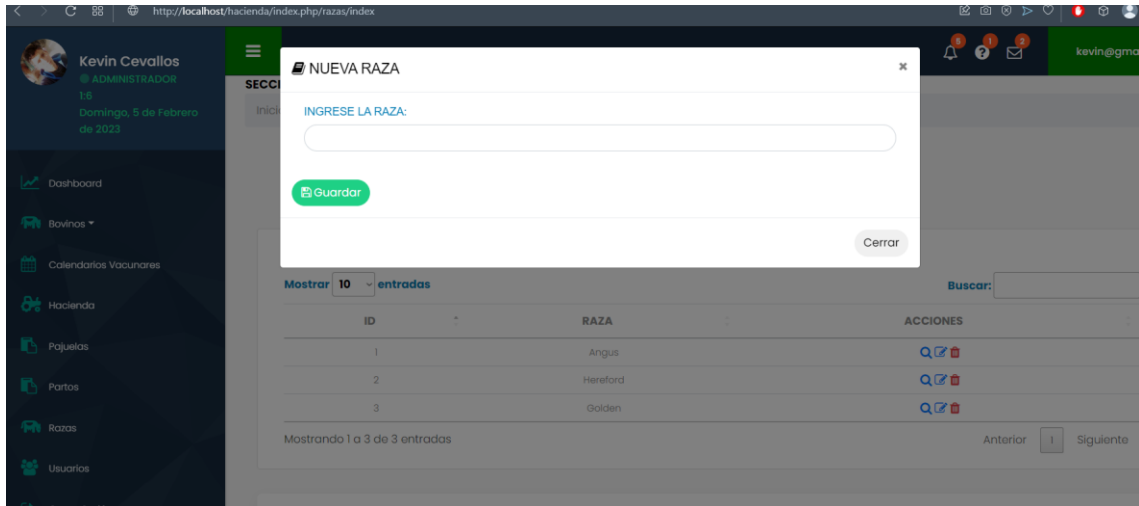 http://localhost/hacienda/index.php/razas/index
Kevin Cevallos
ADMINISTRADOR
1:6
Domingo, 5 de Febrero
de 2023
Dashboard
Bovinos
Calendarios Vacunares
Hacienda
Pajuelas
Partos
Razas
Usuarios
kevin@gma
SECCI
Inici
NUEVA RAZA
×
INGRESE LA RAZA:
Guardar
Cerrar
Mostrar 10 entradas
Buscar:
ID RAZA ACCIONES
1 Angus
2 Hereford
3 Golden
Mostrando 1 a 3 de 3 entradas
Anterior 1 Siguiente